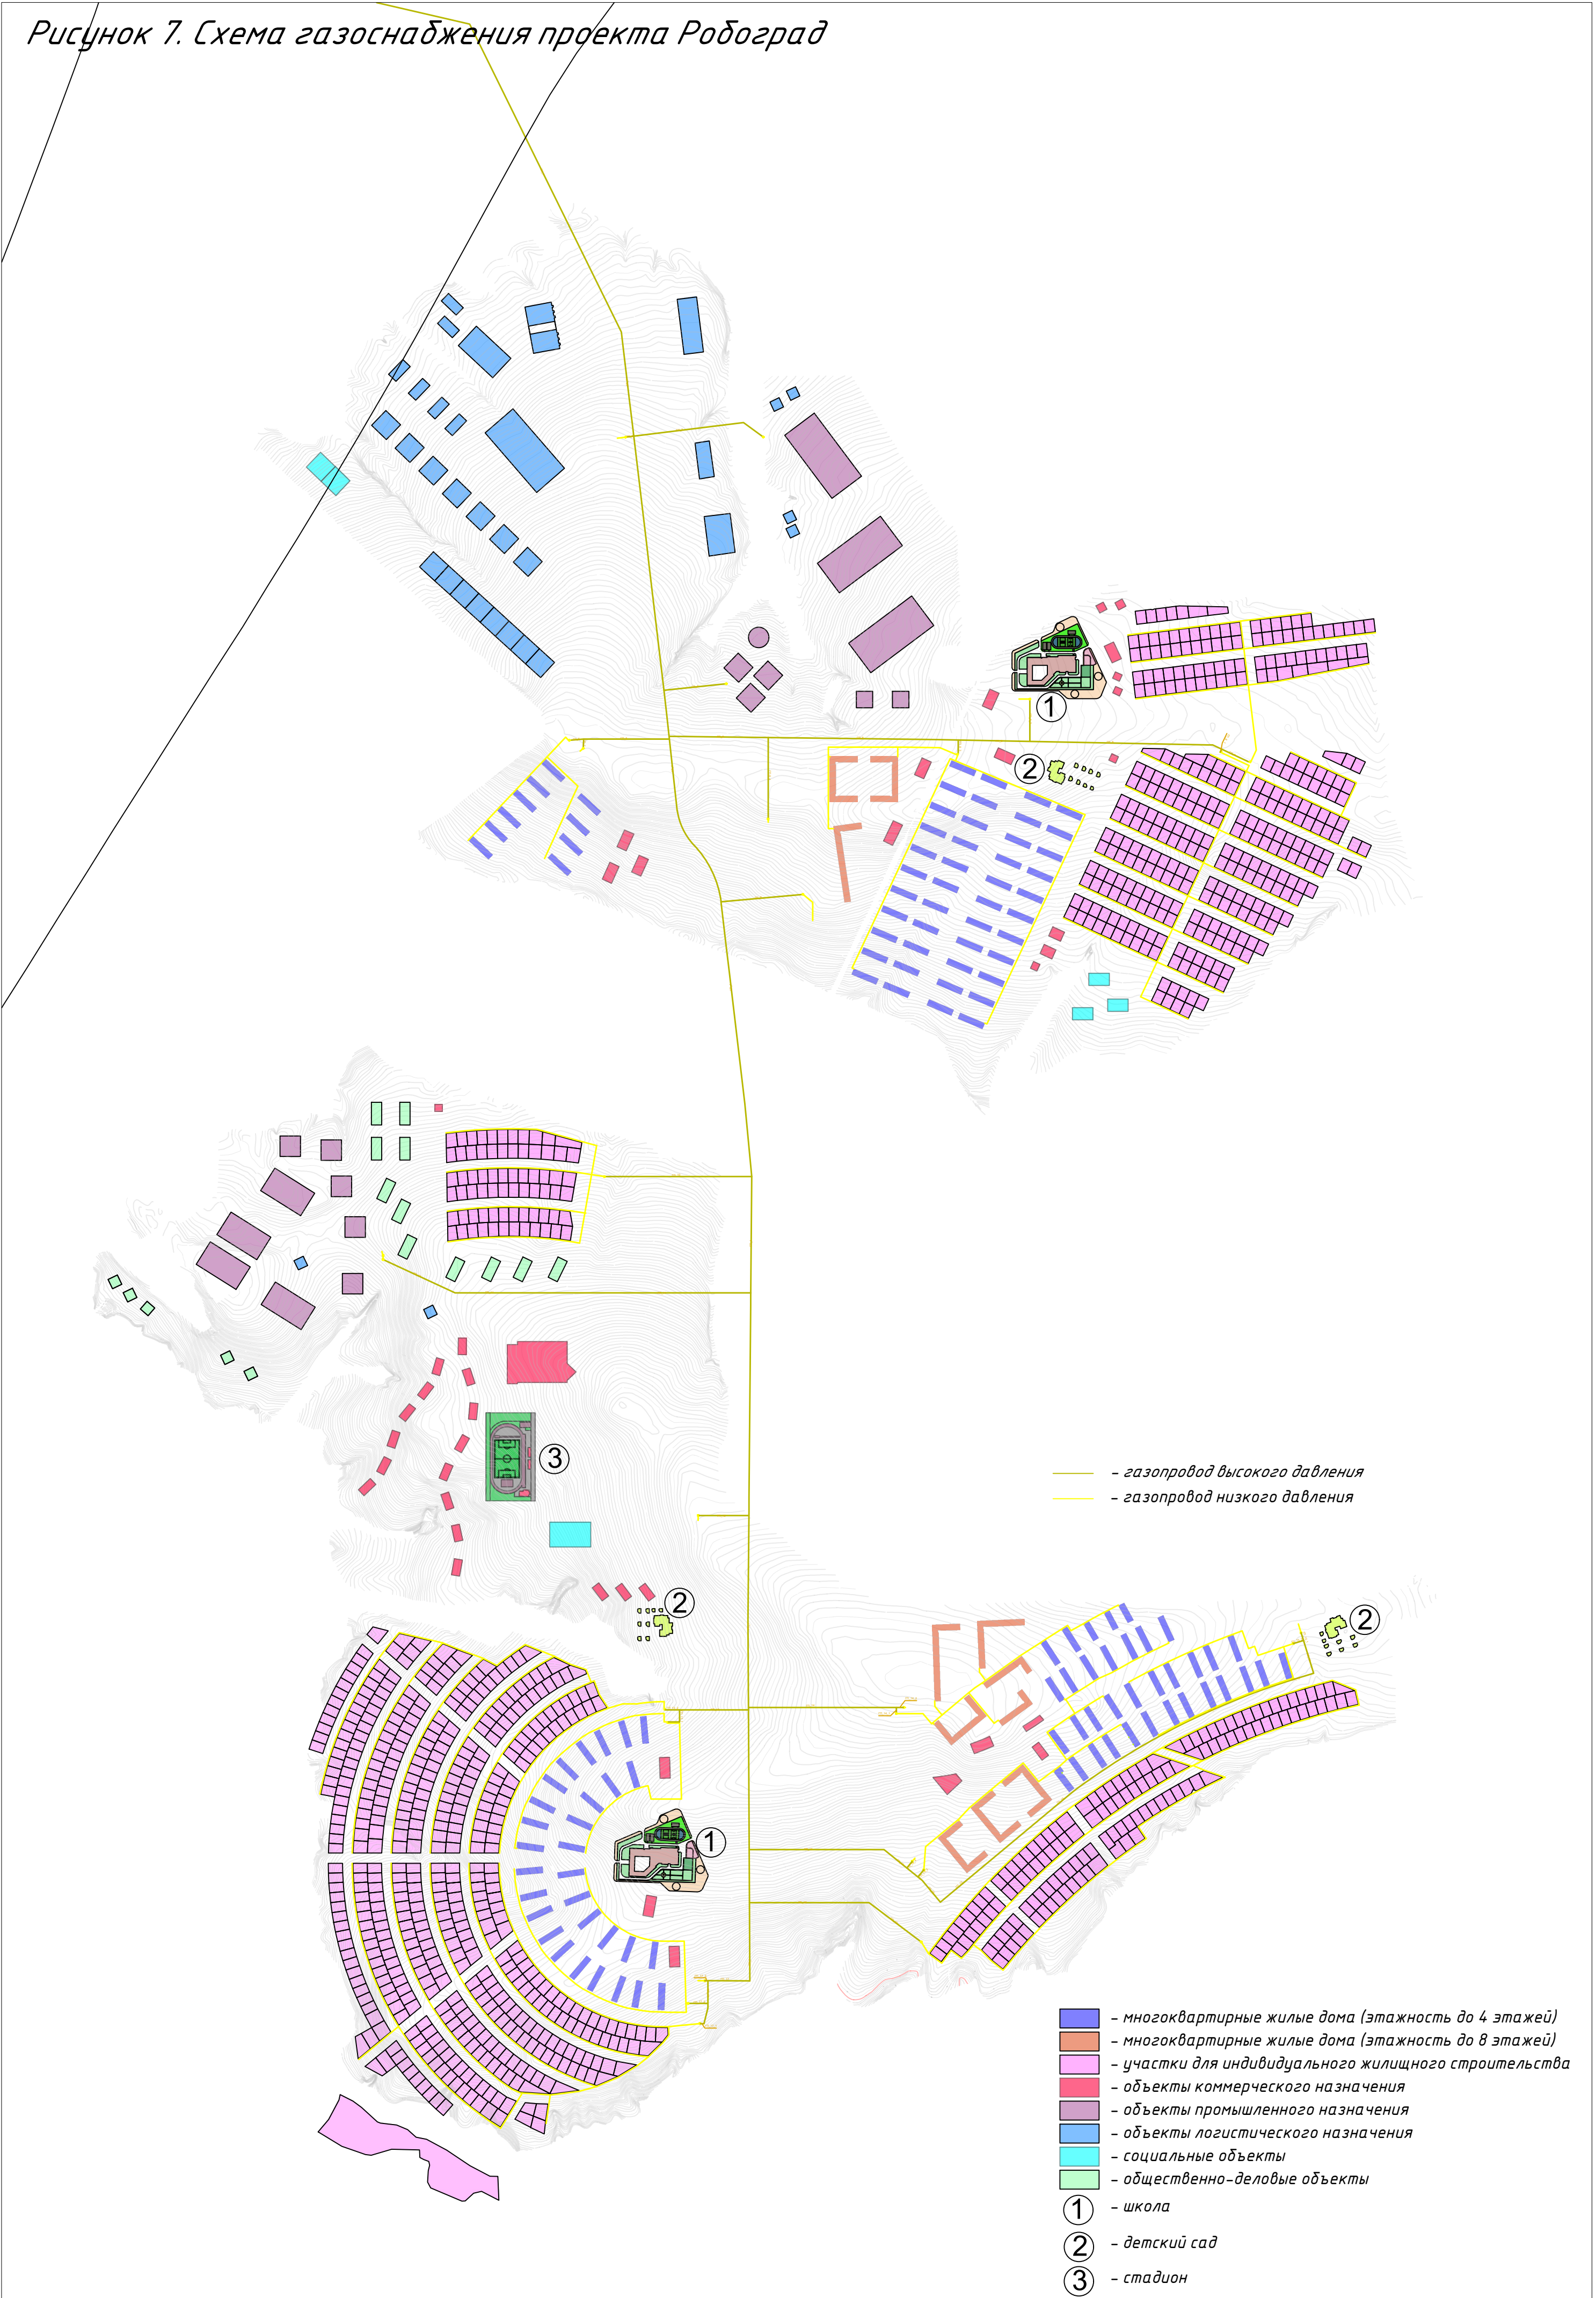 Рисунок 7. Схема газоснабжения проекта Робоград
1
2
3
2
2
1
- газопровод высокого давления
- газопровод низкого давления
- многоквартирные жилые дома (этажность до 4 этажей)
- многоквартирные жилые дома (этажность до 8 этажей)
- участки для индивидуального жилищного строительства
- объекты коммерческого назначения
- объекты промышленного назначения
- объекты логистического назначения
- социальные объекты
- общественно-деловые объекты
1 - школа
2 - детский сад
3 - стадион